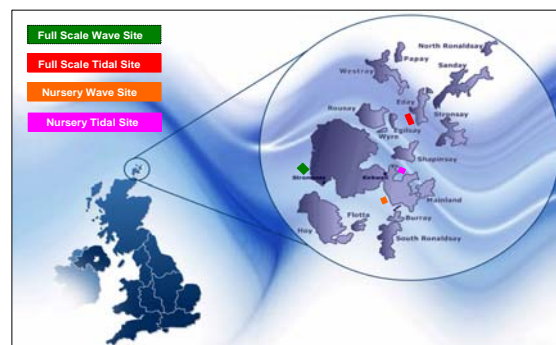 Full Scale Wave Site
Full Scale Tidal Site
Nursery Wave Site
Nursery Tidal Site
North Ronaldsay
Papay
Westray
Sanday
Eday
Rousay
Stronsay
Egilsay
Wyre
Shapinsay
Stromness
Kirkwall
Mainland
Flotta
Burray
Hoy
South Ronaldsay